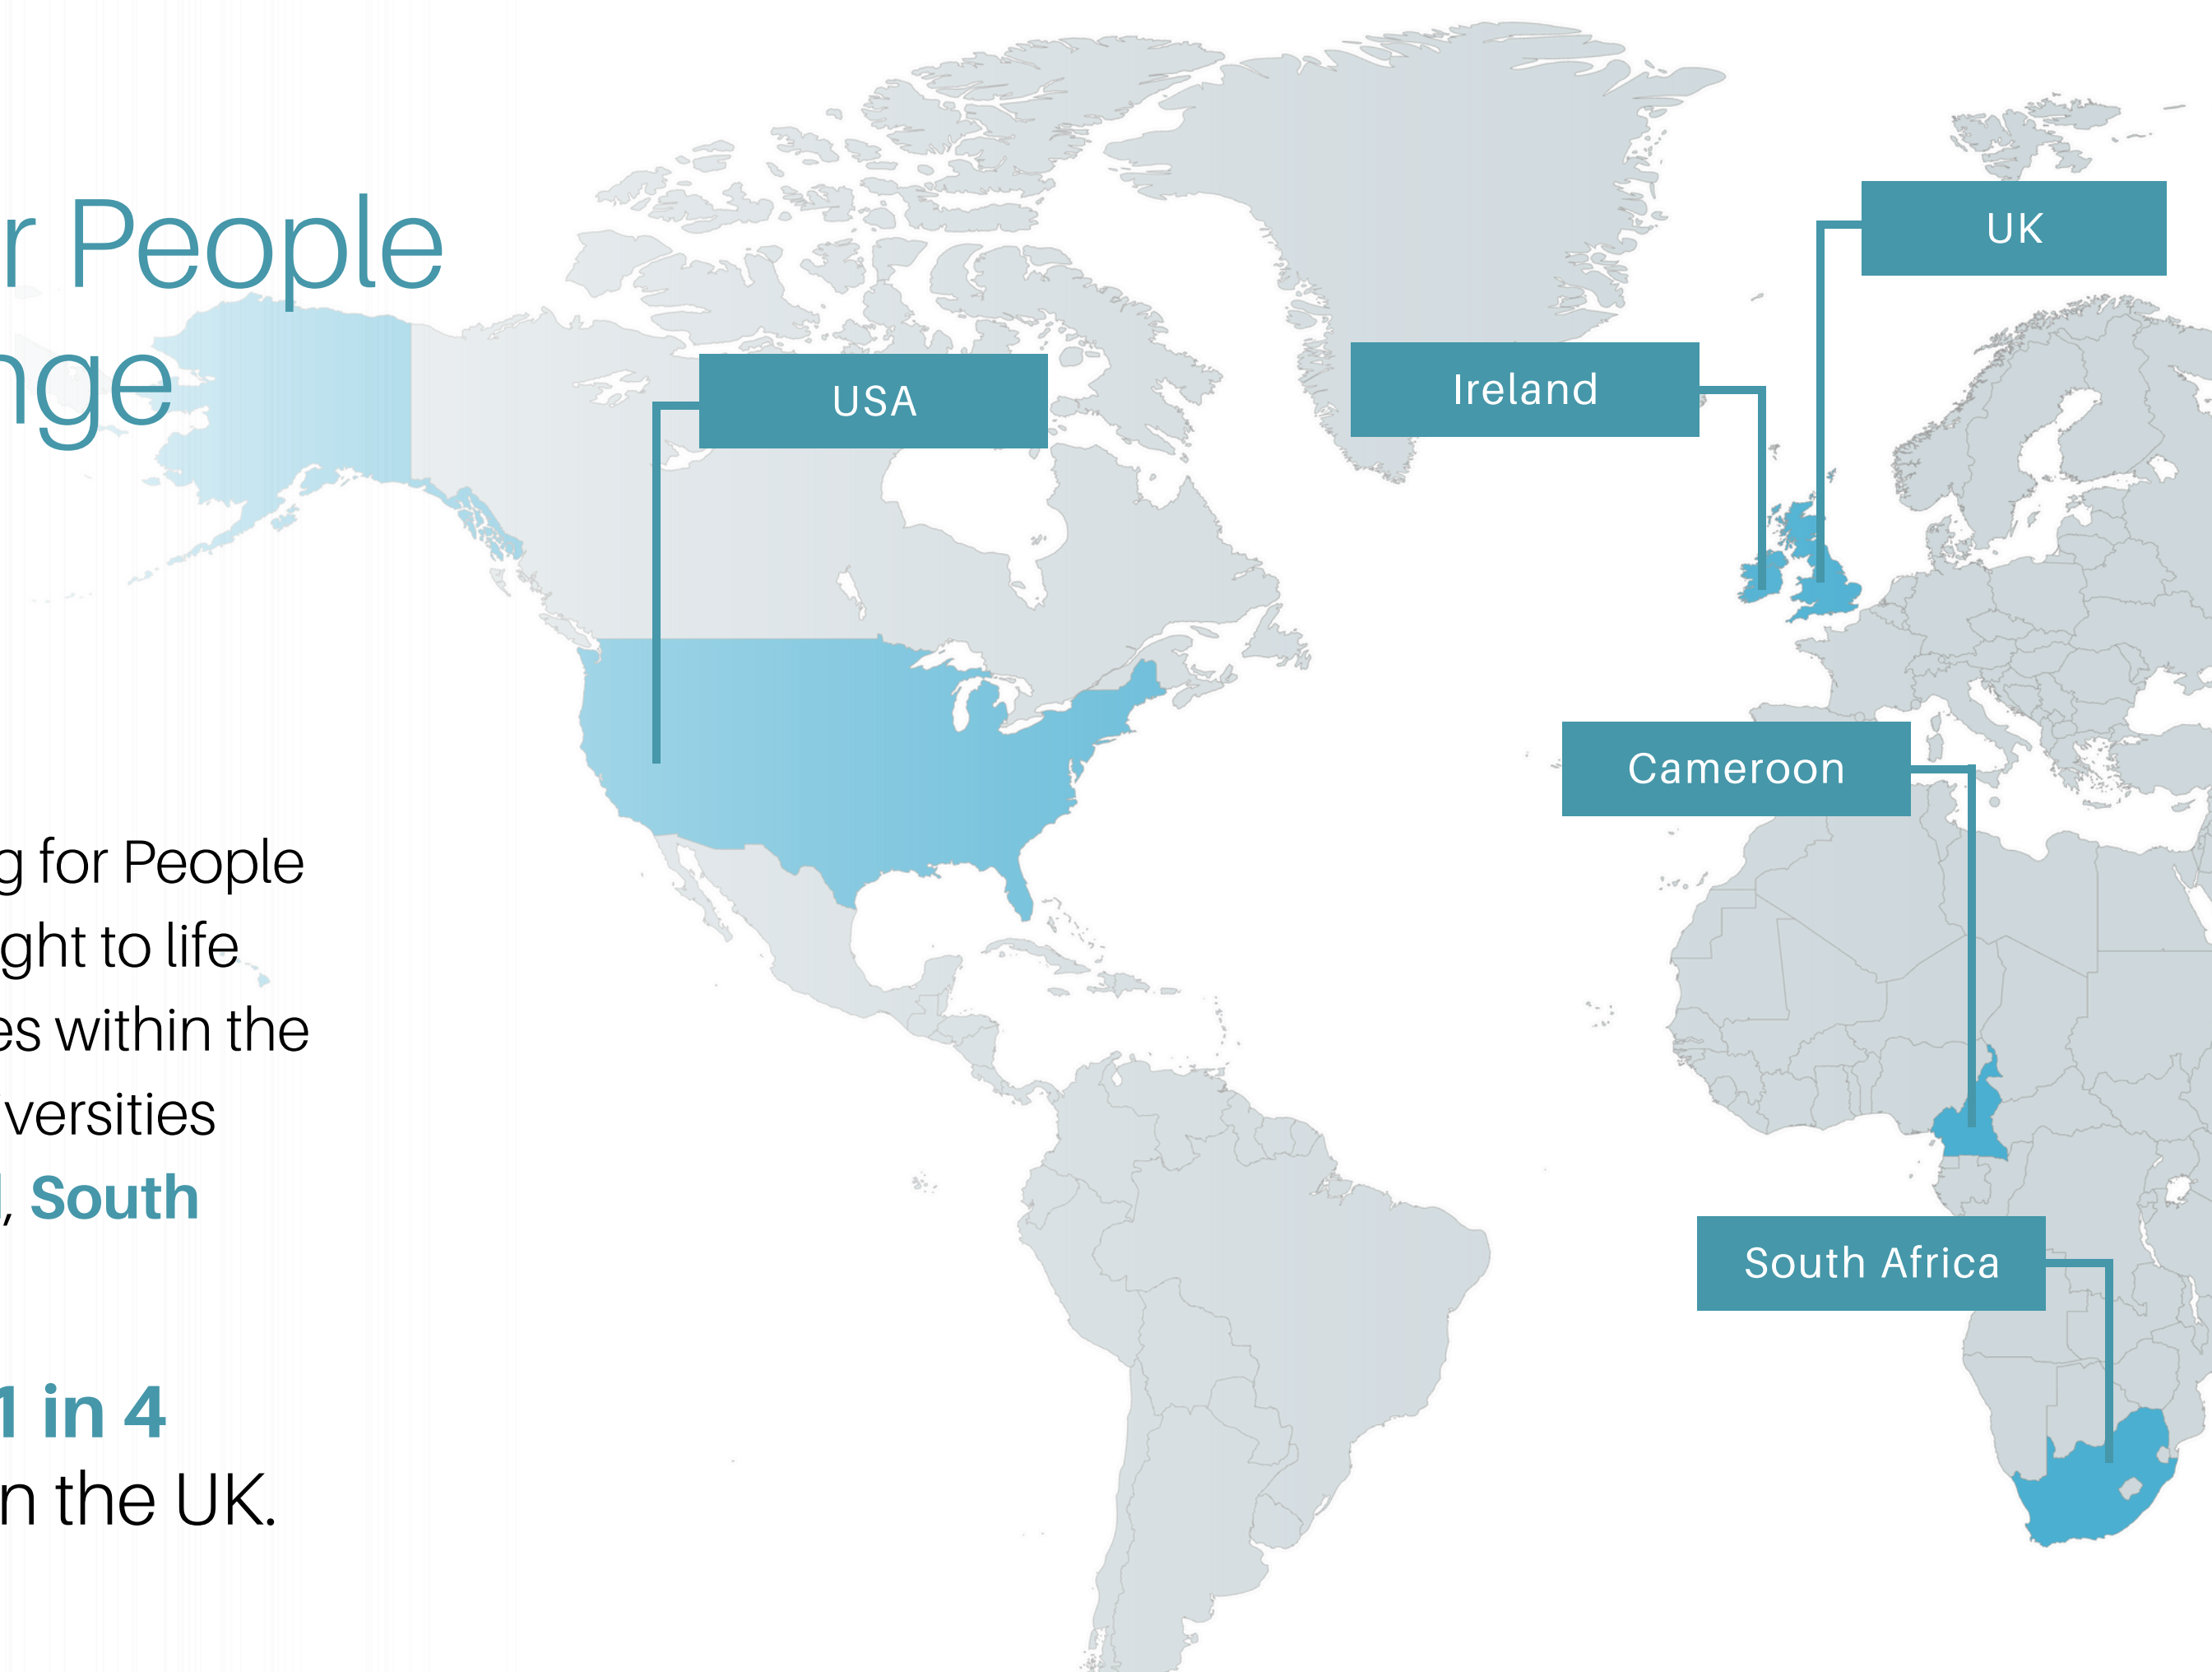 r People
nge
g for People
ght to life
es within the
versities
, South
1 in 4
n the UK.
USA
Ireland
UK
Cameroon
South Africa